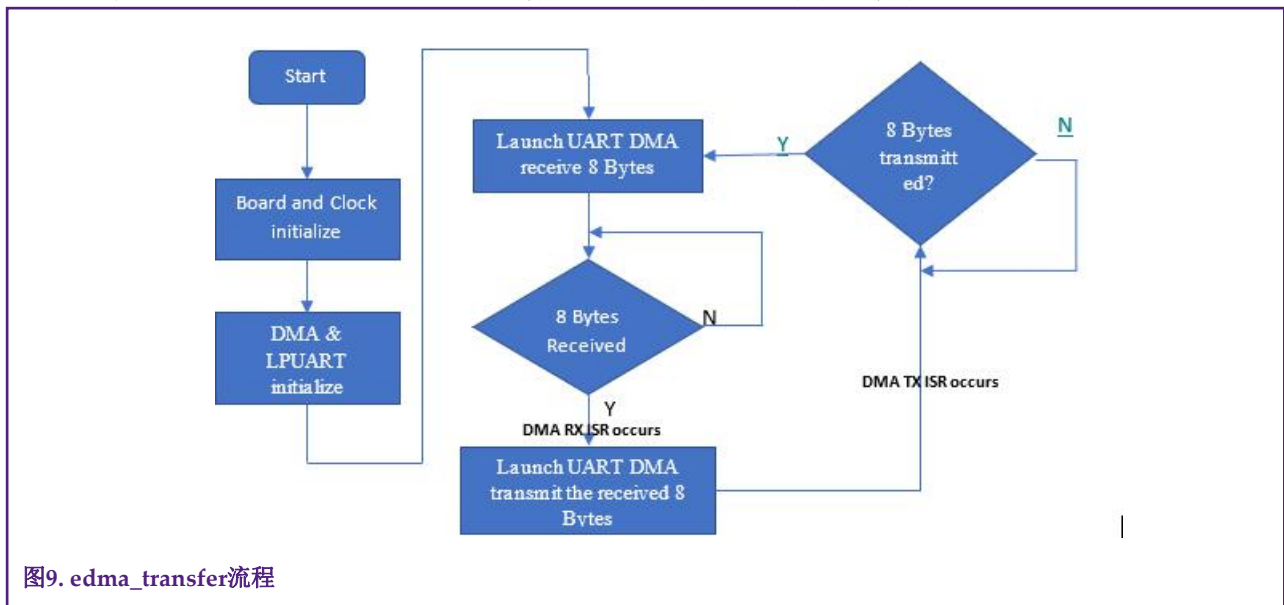 Start
Board and Clock
initialize
DMA &
LPUART
initialize
Launch UART DMA
receive 8 Bytes
8 Bytes
Received
N
Y
DMA RX ISR occurs
Launch UART DMA
transmit the received 8
Bytes
DMA TX ISR occurs
8 Bytes
transmitt
ed?
Y
N
图9. edma_transfer流程